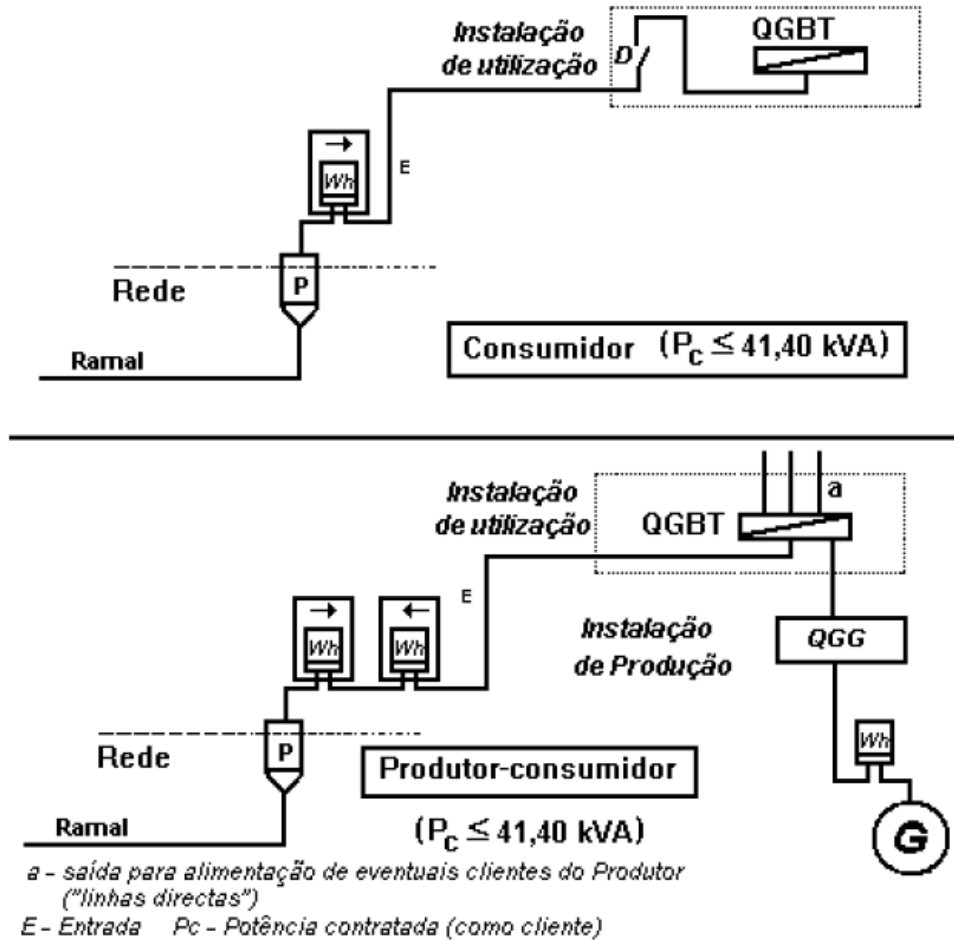 Instalação
de utilização
D
QGBT
Wh
E
P
Rede
Ramal
Consumidor (Pc ≤ 41,40 kVA)
Instalação
de utilização
QGBT
a
E
Wh
Wh
Instalação
de Produção
QGG
Wh
G
P
Rede
Produtor-consumidor
Ramal
(Pc ≤ 41,40 kVA)
a - saída para alimentação de eventuais clientes do Produtor
("linhas directas")
E - Entrada Pc - Potência contratada (como cliente)